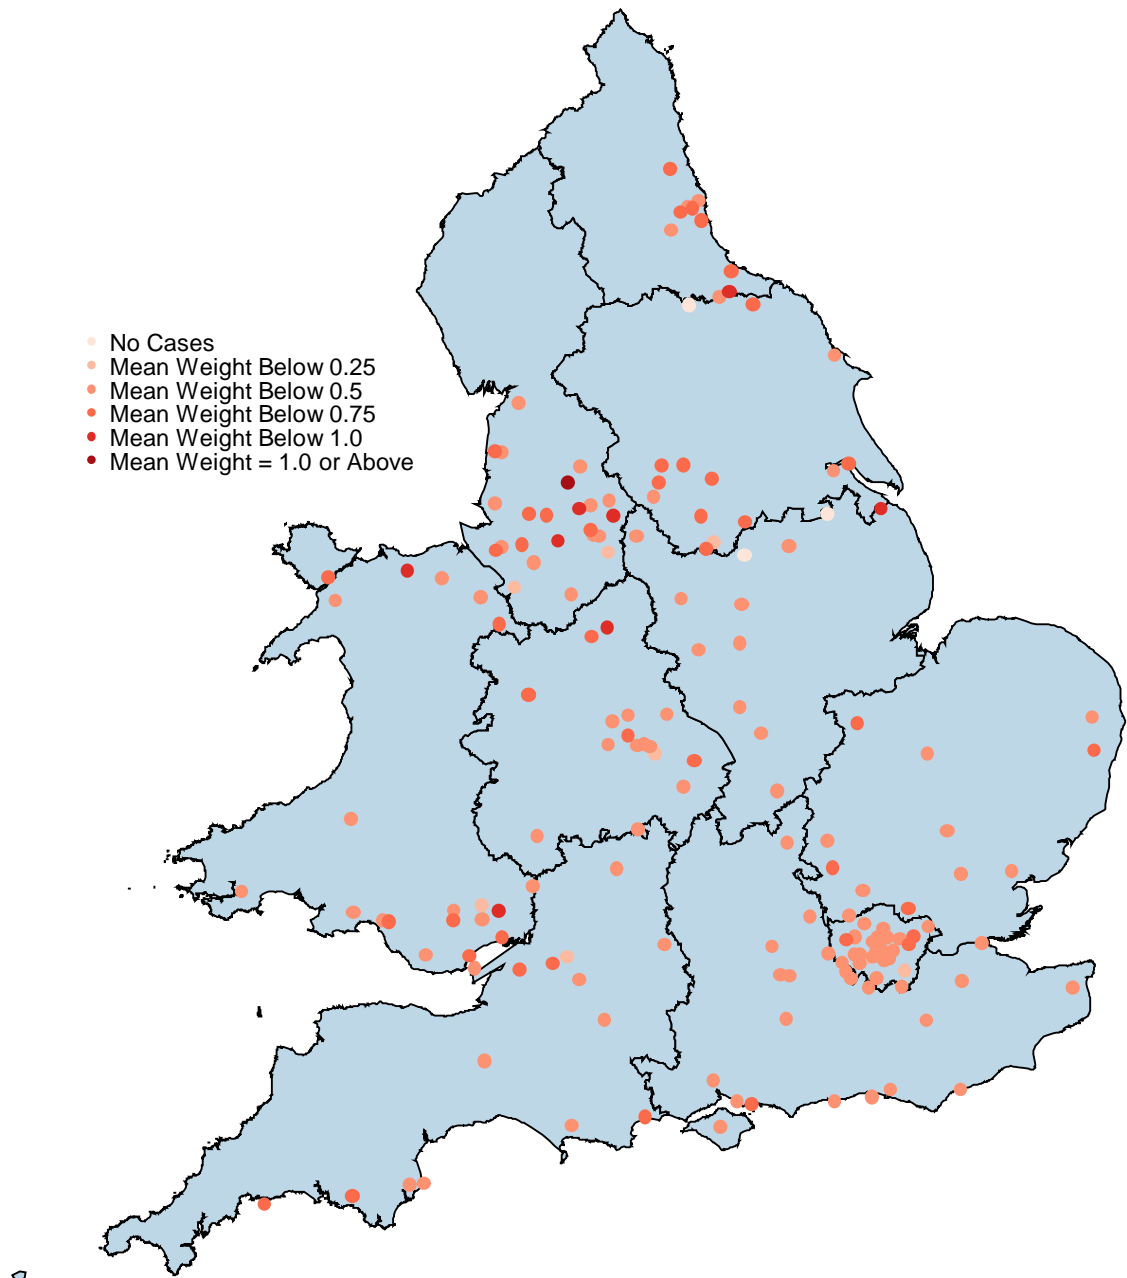 No Cases
Mean Weight Below 0.25
Mean Weight Below 0.5
Mean Weight Below 0.75
Mean Weight Below 1.0
Mean Weight = 1.0 or Above